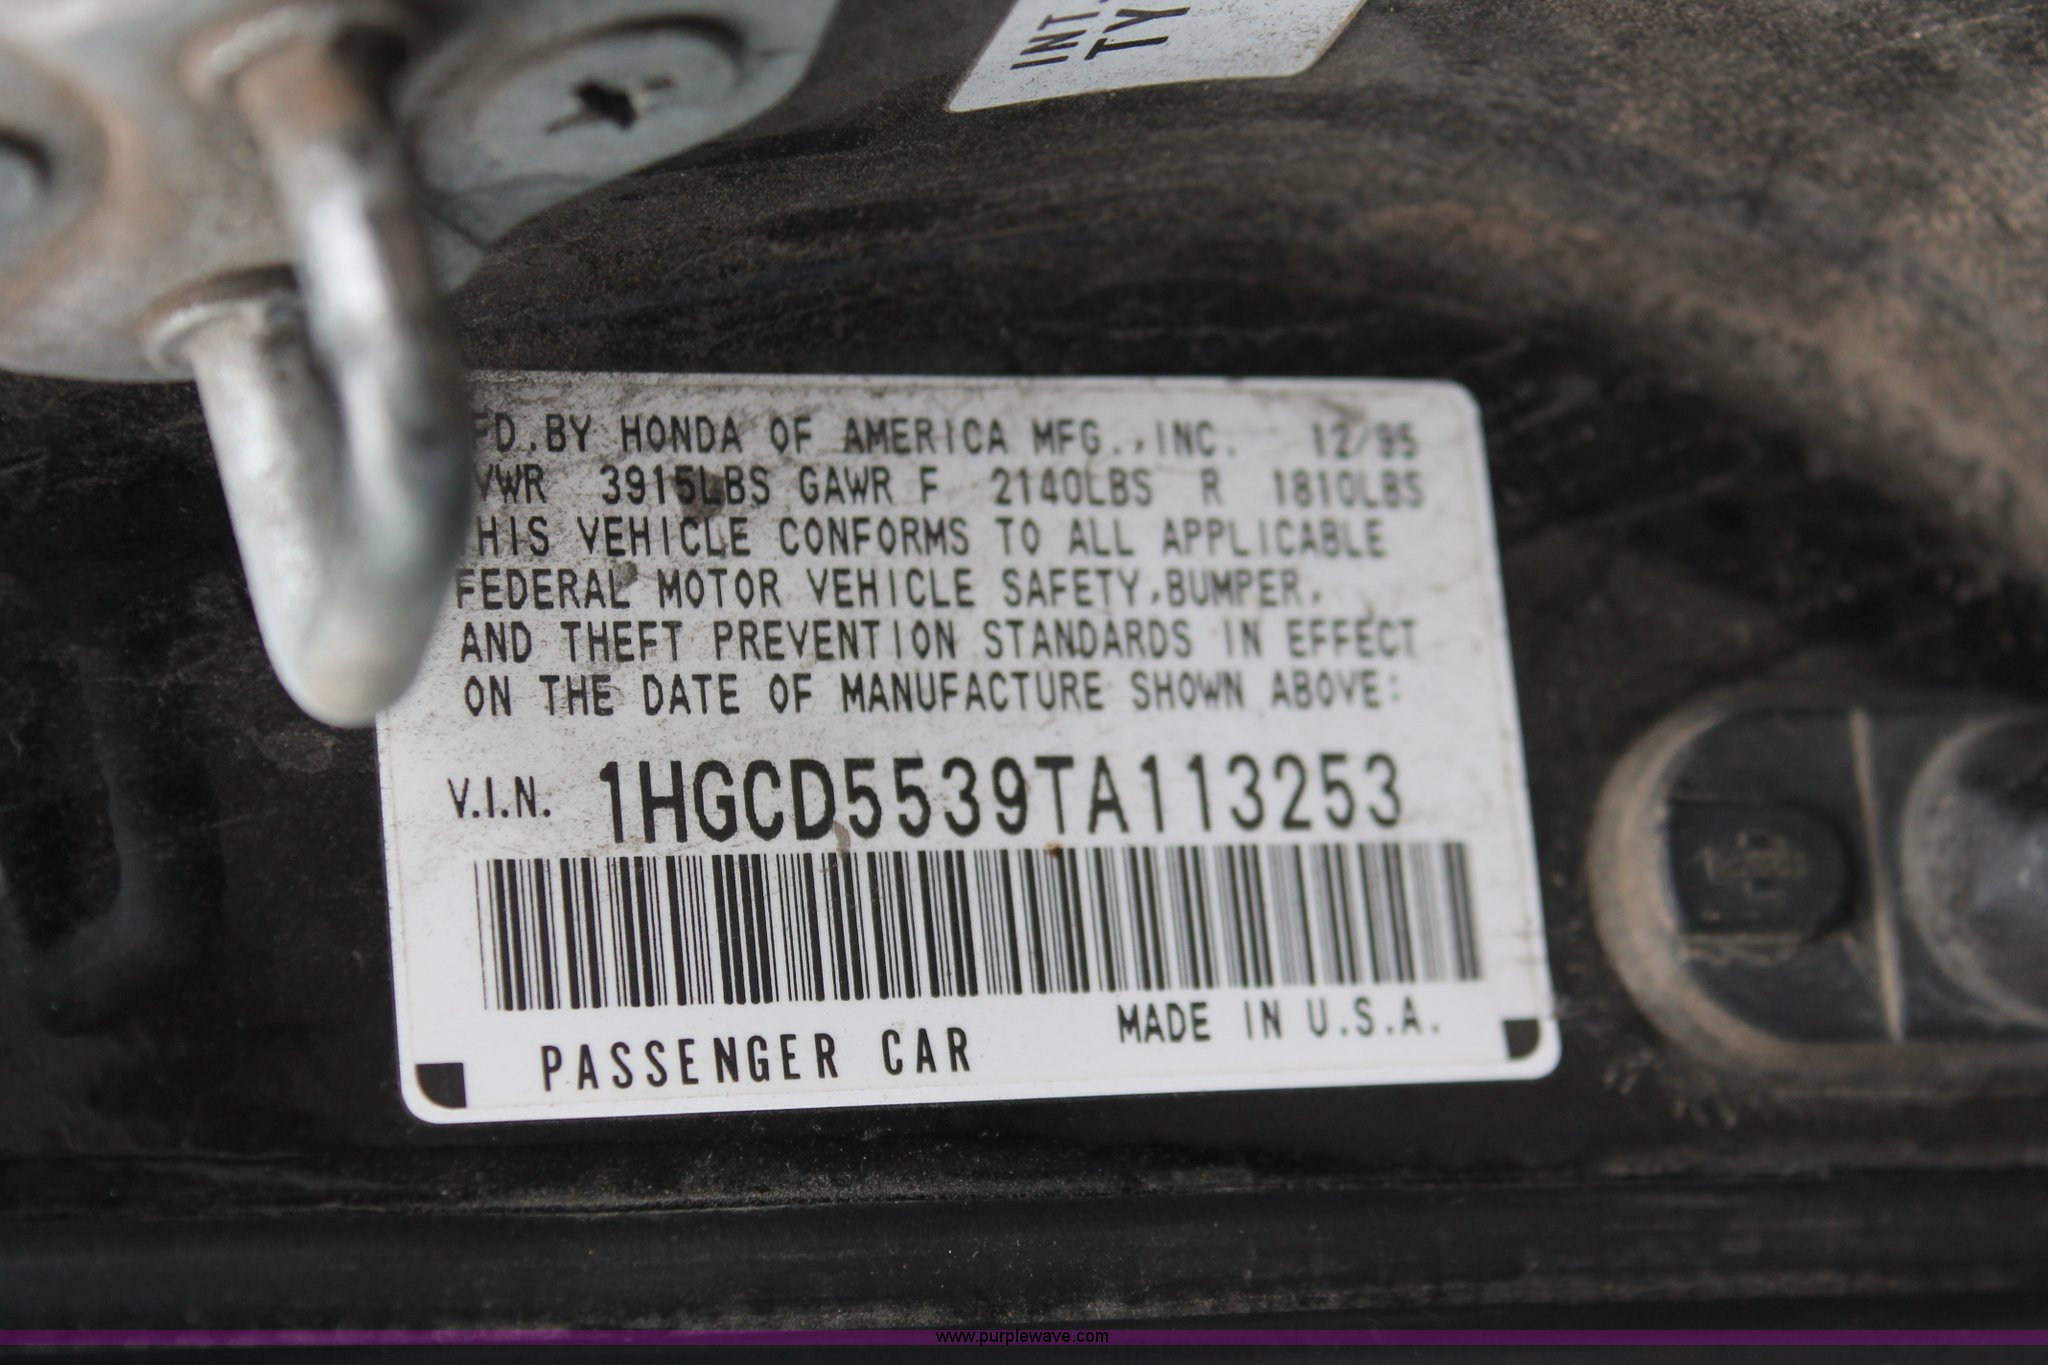 INT.
TY
FD.BY HONDA OF AMERICA MFG.,INC. 12/95
VWR 3915LBS GAWR F 2140LBS R 1810LBS
HIS VEHICLE CONFORMS TO ALL APPLICABLE
FEDERAL MOTOR VEHICLE SAFETY,BUMPER,
AND THEFT PREVENTION STANDARDS IN EFFECT
ON THE DATE OF MANUFACTURE SHOWN ABOVE:
V.I.N. 1HGCD5539TA113253
PASSENGER CAR MADE IN U.S.A.
www.purplewave.com